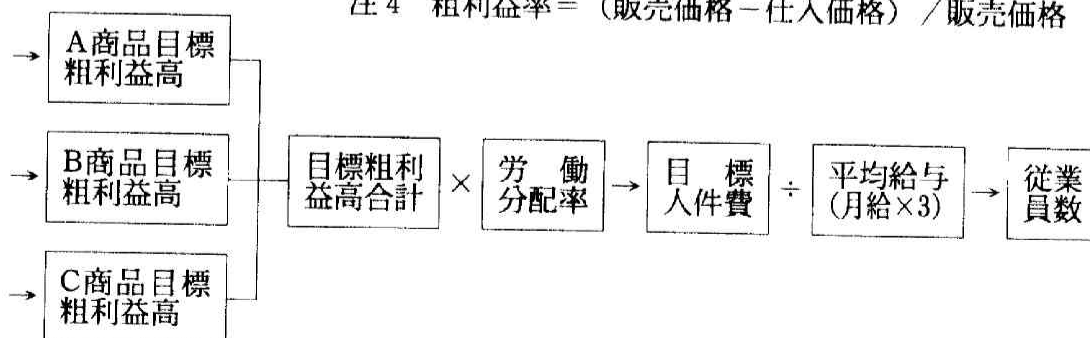 注4 粗利益率=(販売価格-仕入価格)/販売価格
→ A商品目標
粗利益高
→ B商品目標
粗利益高
→ C商品目標
粗利益高
目標粗利
益高合計
×
労働
分配率
→
目標
人件費
÷
平均給与
(月給×3)
→
従業
員数